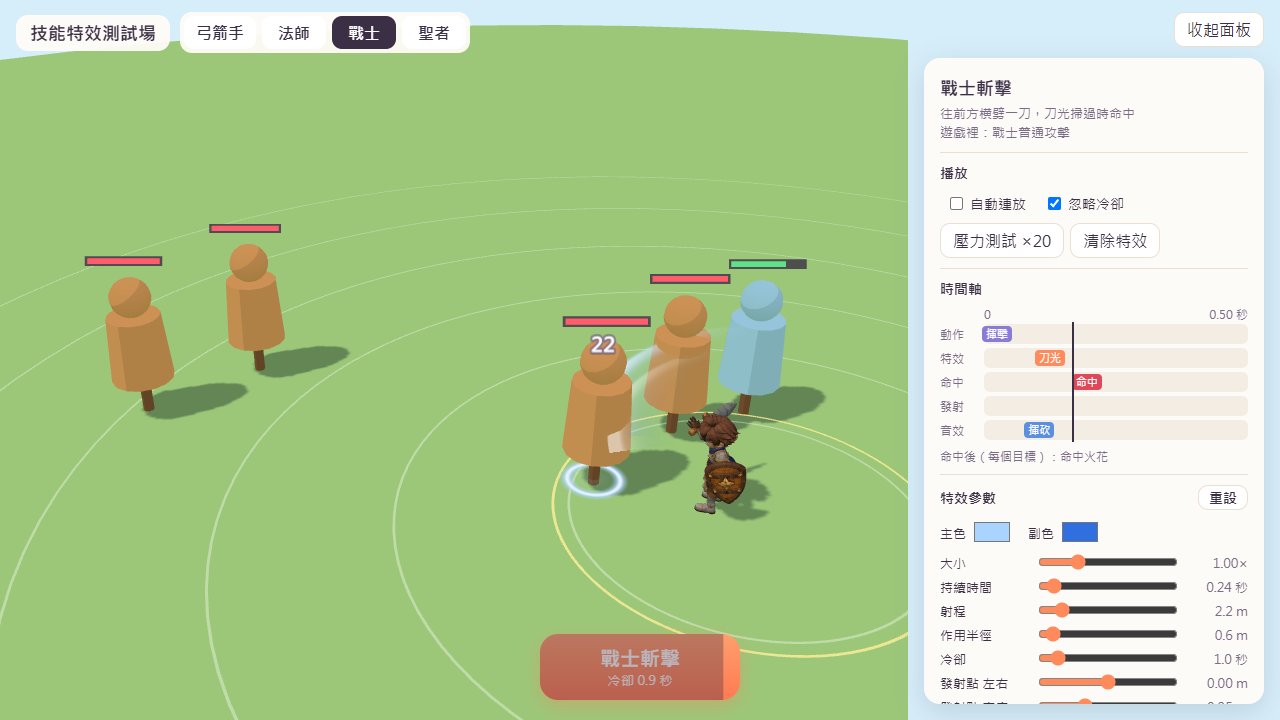 技能特效測試場
弓箭手
法師
戰士
聖者
收起面板
戰士斬擊
往前方橫劈一刀，刀光掃過時命中
遊戲裡：戰士普通攻擊
播放
自動連放
忽略冷卻
壓力測試 ×20
清除特效
時間軸
0
0.50 秒
動作
揮擊
特效
刀光
命中
命中
發射
音效
揮砍
命中後（每個目標）：命中火花
特效參數
重設
主色
副色
大小
1.00×
持續時間
0.24 秒
射程
2.2 m
作用半徑
0.6 m
冷卻
1.0 秒
發射點 左右
0.00 m
22
戰士斬擊
冷卻 0.9 秒